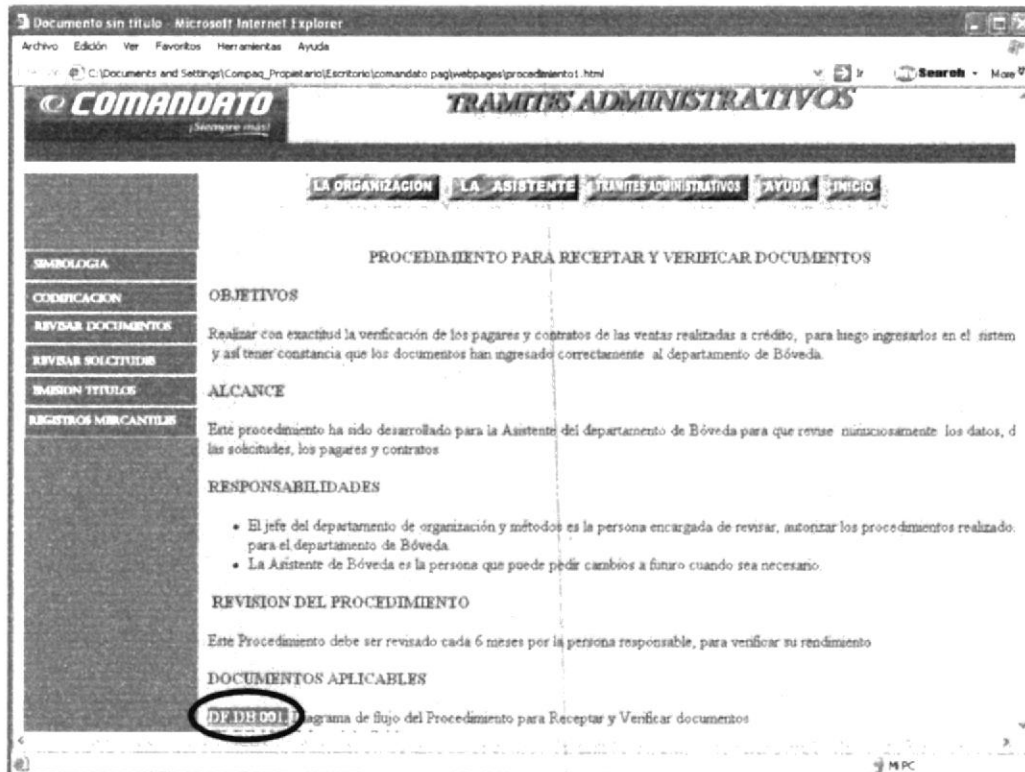 Documento sin título - Microsoft Internet Explorer
Archivo Edición Ver Favoritos Herramientas Ayuda
C:\Documents and Settings\Compaq_Propietario\Escritorio\comandato pag\webpages\procedimiento1.html Ir Search More
COMANDATO
¡Siempre más!
TRAMITES ADMINISTRATIVOS
LA ORGANIZACIÓN LA ASISTENTE TRAMITES ADMINISTRATIVOS AYUDA INICIO
SIMBOLOGIA
CODIFICACION
REVISAR DOCUMENTOS
REVISAR SOLCITUDES
EMISION TITULOS
REGISTROS MERCANTILES
PROCEDIMIENTO PARA RECEPTAR Y VERIFICAR DOCUMENTOS
OBJETIVOS
Realizar con exactitud la verificación de los pagares y contratos de las ventas realizadas a crédito, para luego ingresarlos en el sistem
y así tener constancia que los documentos han ingresado correctamente al departamento de Bóveda.
ALCANCE
Este procedimiento ha sido desarrollado para la Asistente del departamento de Bóveda para que revise minuciosamente los datos, d
las solicitudes, los pagares y contratos
RESPONSABILIDADES
• El jefe del departamento de organización y métodos es la persona encargada de revisar, autorizar los procedimientos realizado
para el departamento de Bóveda.
• La Asistente de Bóveda es la persona que puede pedir cambios a futuro cuando sea necesario.
REVISION DEL PROCEDIMIENTO
Este Procedimiento debe ser revisado cada 6 meses por la persona responsable, para verificar su rendimiento
DOCUMENTOS APLICABLES
DF DB 001 Diagrama de flujo del Procedimiento para Receptar y Verificar documentos
Mi PC